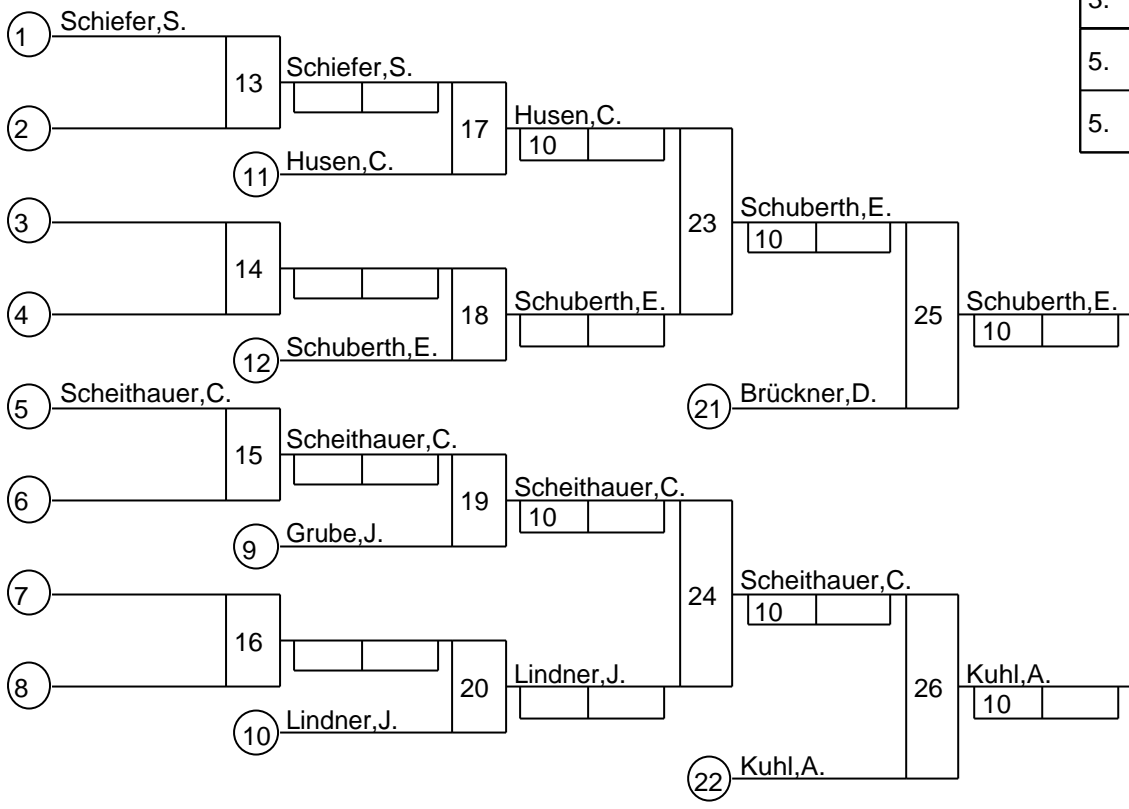 3.
1 Schiefer,S.
13 Schiefer,S.
5.
2
17 Husen,C.
10
5.
11 Husen,C.
3
23 Schuberth,E.
10
14
4
18 Schuberth,E.
25 Schuberth,E.
10
12 Schuberth,E.
5 Scheithauer,C.
21 Brückner,D.
15 Scheithauer,C.
6
19 Scheithauer,C.
10
9 Grube,J.
7
24 Scheithauer,C.
10
16
8
20 Lindner,J.
26 Kuhl,A.
10
10 Lindner,J.
22 Kuhl,A.